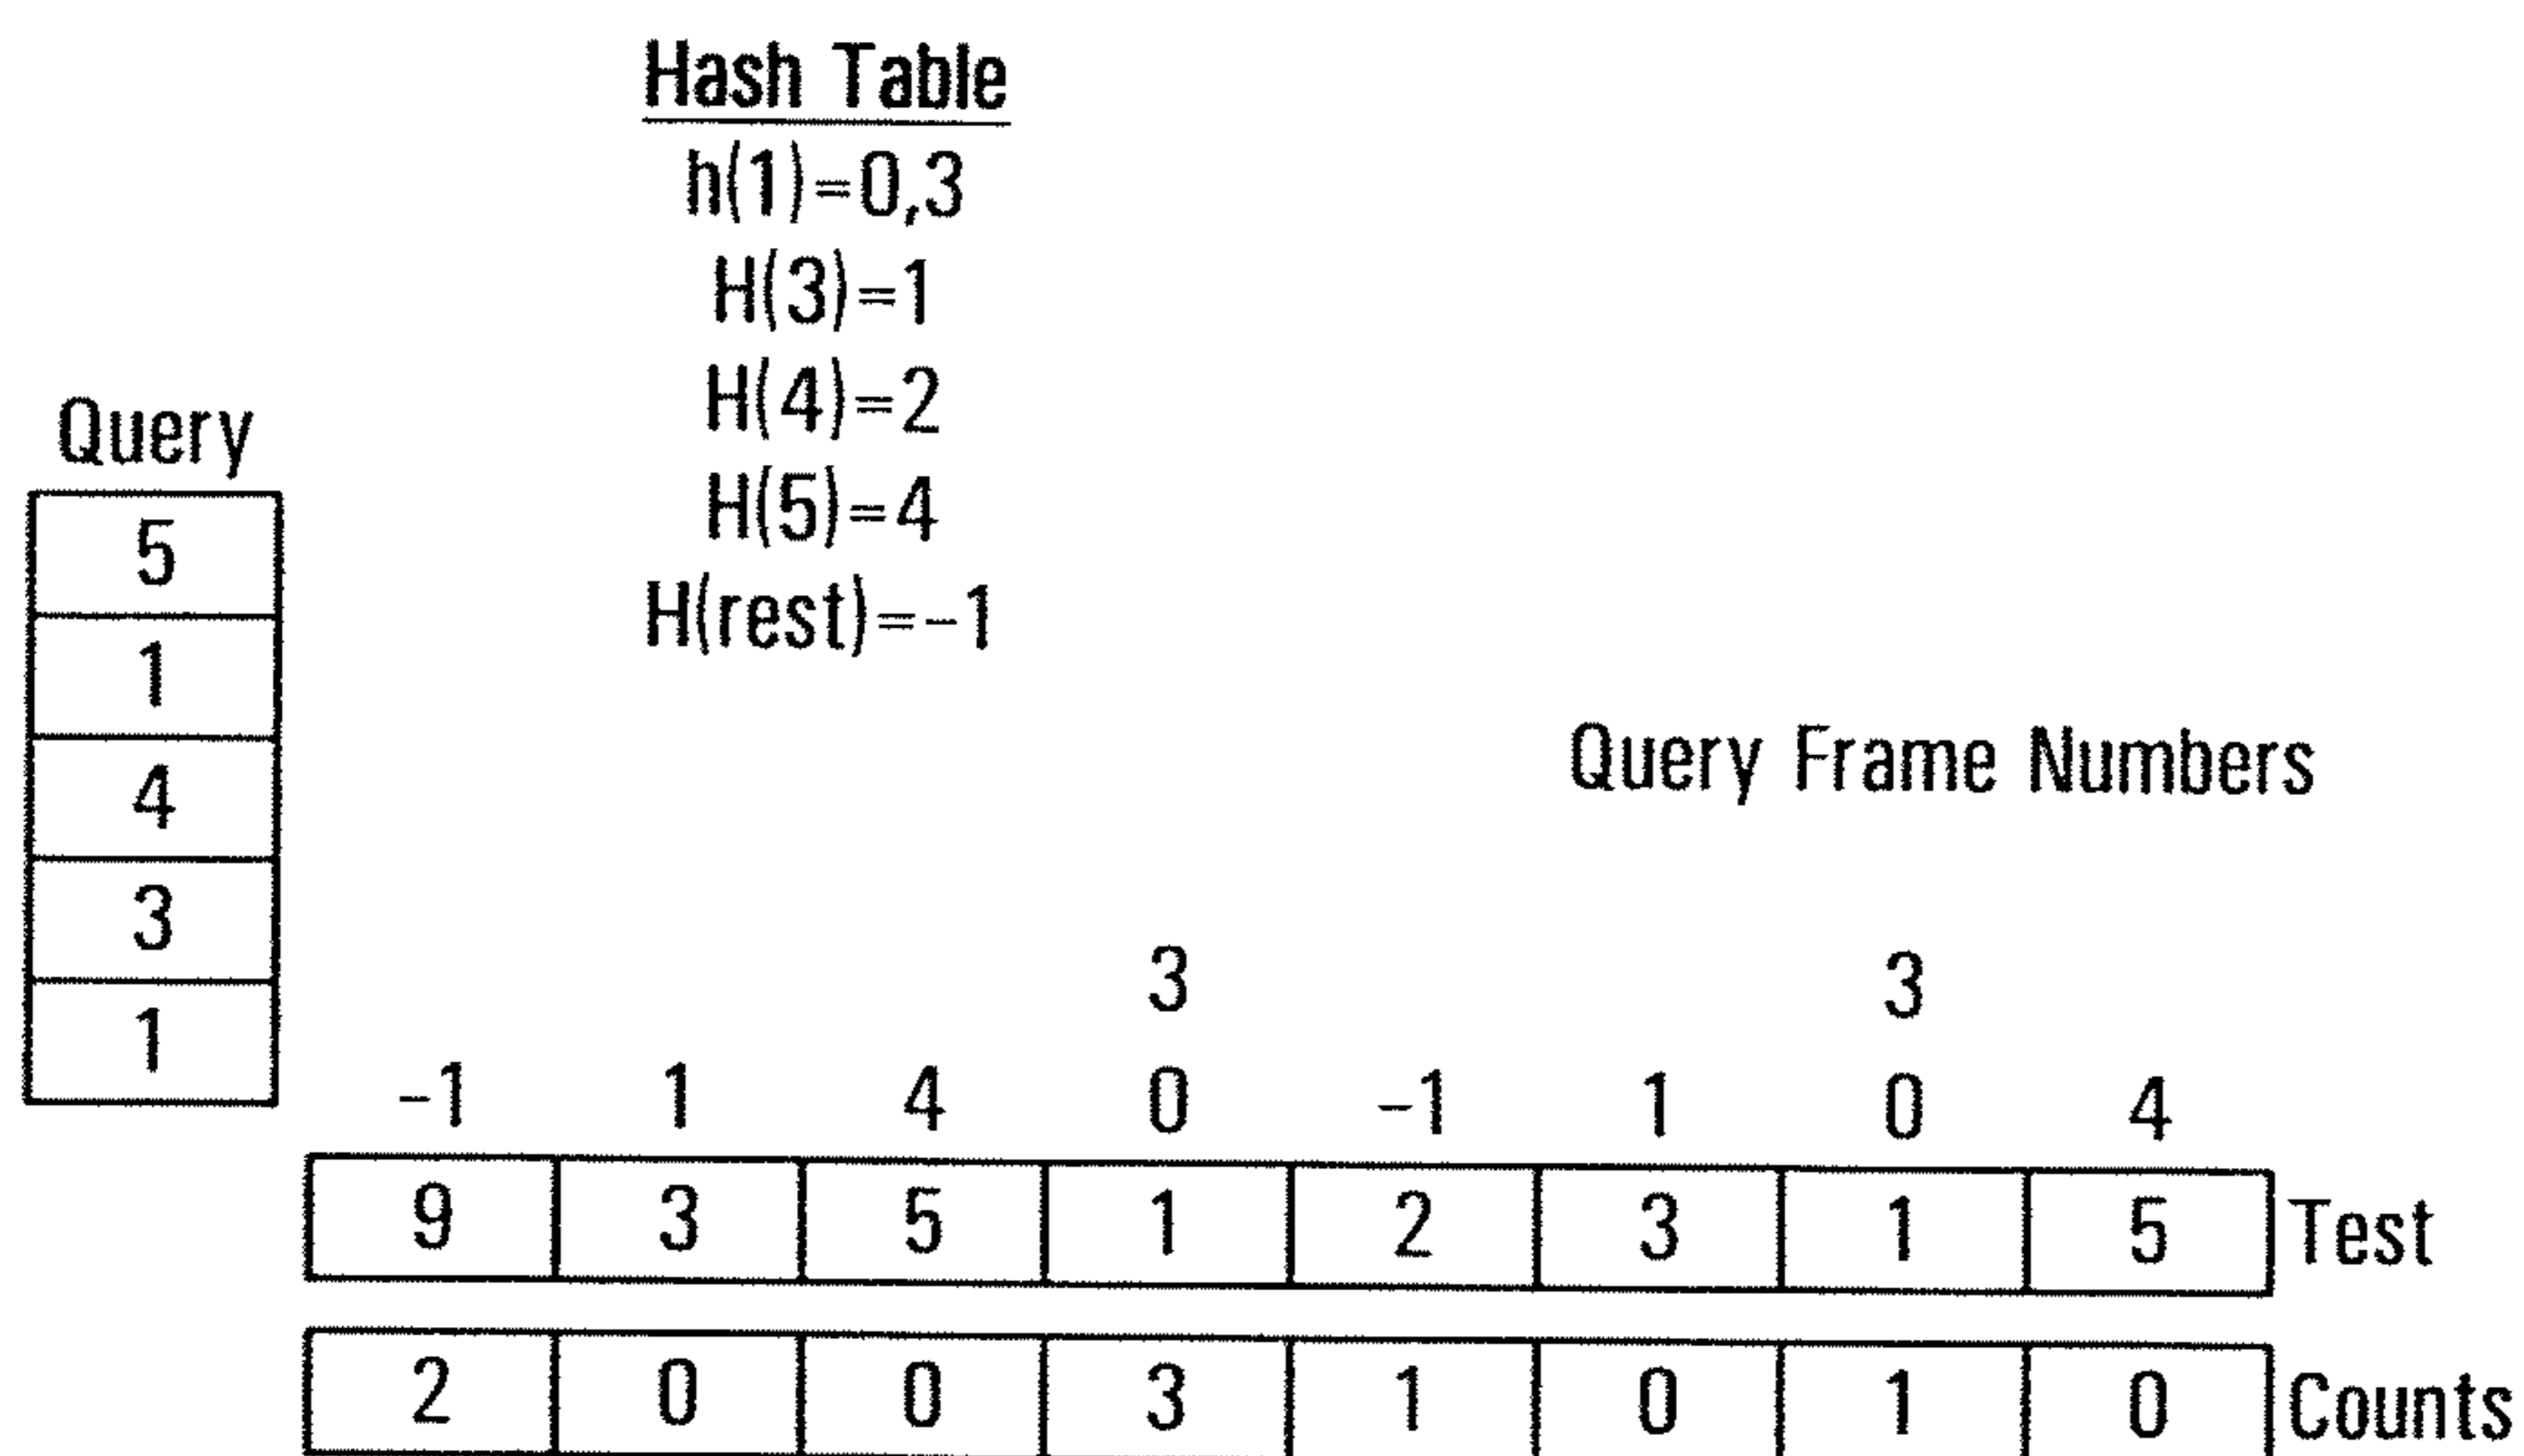 Hash Table
h(1)=0,3
H(3)=1
H(4)=2
H(5)=4
H(rest)=-1
Query
5
1
4
3
1
Query Frame Numbers
3 3
-1 1 4 0 -1 1 0 4
9 3 5 1 2 3 1 5 Test
2 0 0 3 1 0 1 0 Counts